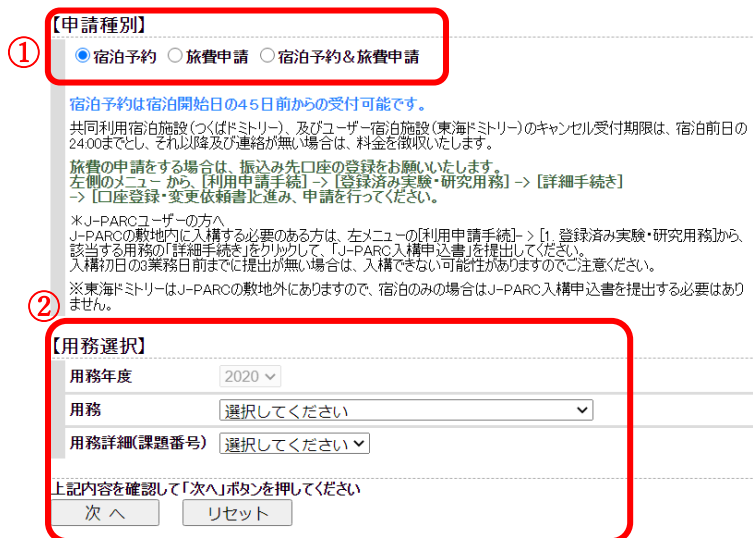 【申請種別】
①
宿泊予約 旅費申請 宿泊予約&旅費申請
宿泊予約は宿泊開始日の45日前からの受付可能です。
共同利用宿泊施設(つくばドミトリー)、及びユーザー宿泊施設(東海ドミトリー)のキャンセル受付期限は、宿泊前日の
24:00までとし、それ以降及び連絡が無い場合は、料金を徴収いたします。
旅費の申請をする場合は、振込み先口座の登録をお願いいたします。
左側のメニューから、[利用申請手続] -> [登録済み実験・研究用務] -> [詳細手続き]
-> [口座登録・変更依頼書]と進み、申請を行ってください。
※J-PARCユーザーの方へ
J-PARCの敷地内に入構する必要のある方は、左メニューの[利用申請手続]-> [1. 登録済み実験・研究用務]から、
該当する用務の「詳細手続き」をクリックして、「J-PARC入構申込書」を提出してください。
入構初日の3業務日前までに提出が無い場合は、入構できない可能性がありますのでご注意ください。
※東海ドミトリーはJ-PARCの敷地外にありますので、宿泊のみの場合はJ-PARC入構申込書を提出する必要はあり
ません。
②
【用務選択】
用務年度 2020
用務 選択してください
用務詳細(課題番号) 選択してください
上記内容を確認して「次へ」ボタンを押してください
次 へ リセット